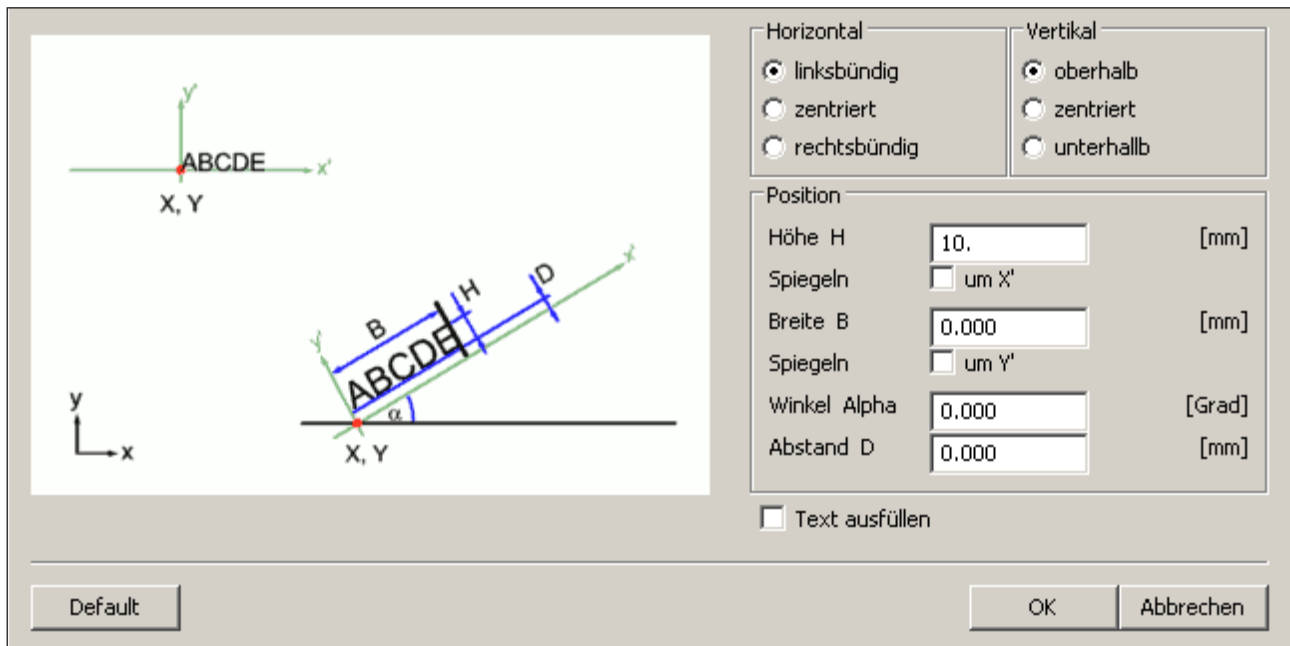 y'
ABCDE
x'
X, Y
x'
D
H
B
y'
ABCDE
α
y
x
X, Y
Horizontal
linksbündig
zentriert
rechtsbündig
Vertikal
oberhalb
zentriert
unterhallb
Position
Höhe H 10. [mm]
Spiegeln um X'
Breite B 0.000 [mm]
Spiegeln um Y'
Winkel Alpha 0.000 [Grad]
Abstand D 0.000 [mm]
Text ausfüllen
Default OK Abbrechen